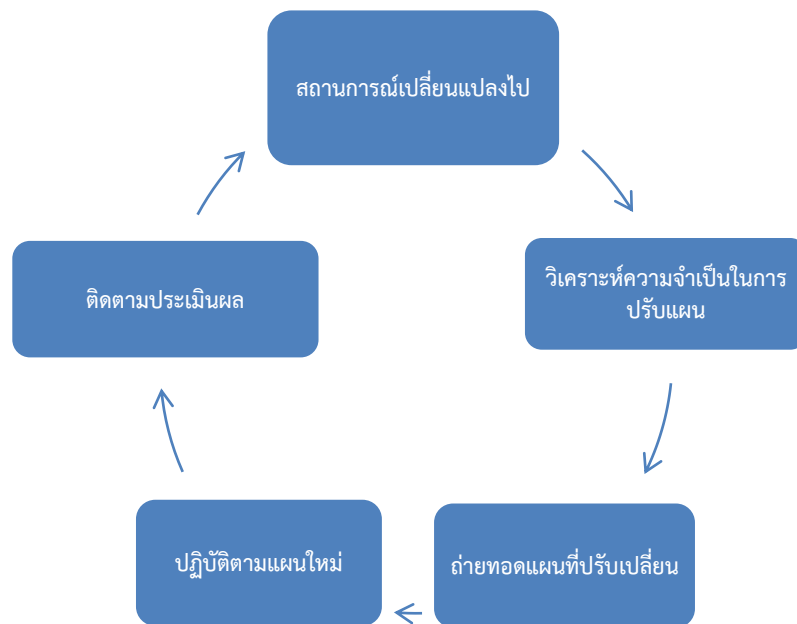 สถานการณ์เปลี่ยนแปลงไป
วิเคราะห์ความจำเป็นในการ
ปรับแผน
ถ่ายทอดแผนที่ปรับเปลี่ยน
ปฏิบัติตามแผนใหม่
ติดตามประเมินผล